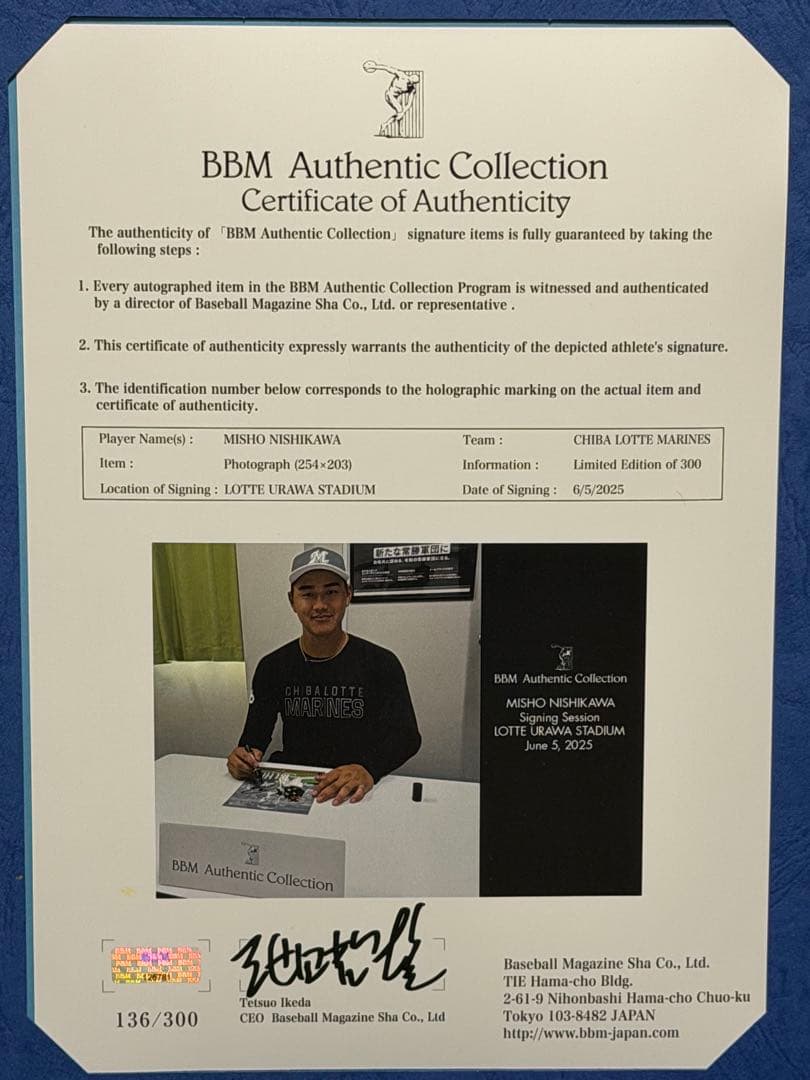 BBM Authentic Collection
Certificate of Authenticity
The authenticity of 「BBM Authentic Collection」 signature items is fully guaranteed by taking the
following steps :
1. Every autographed item in the BBM Authentic Collection Program is witnessed and authenticated
by a director of Baseball Magazine Sha Co., Ltd. or representative .
2. This certificate of authenticity expressly warrants the authenticity of the depicted athlete's signature.
3. The identification number below corresponds to the holographic marking on the actual item and
certificate of authenticity.
Player Name(s) : MISHO NISHIKAWA Team : CHIBA LOTTE MARINES
Item : Photograph (254×203) Information : Limited Edition of 300
Location of Signing : LOTTE URAWA STADIUM Date of Signing : 6/5/2025
新たな常勝軍団に
M
CHIBA LOTTE
MARINES
BBM Authentic Collection
MISHO NISHIKAWA
Signing Session
LOTTE URAWA STADIUM
June 5, 2025
BBM Authentic Collection
136/300
Tetsuo Ikeda
CEO Baseball Magazine Sha Co., Ltd
Baseball Magazine Sha Co., Ltd.
TIE Hama-cho Bldg.
2-61-9 Nihonbashi Hama-cho Chuo-ku
Tokyo 103-8482 JAPAN
http://www.bbm-japan.com